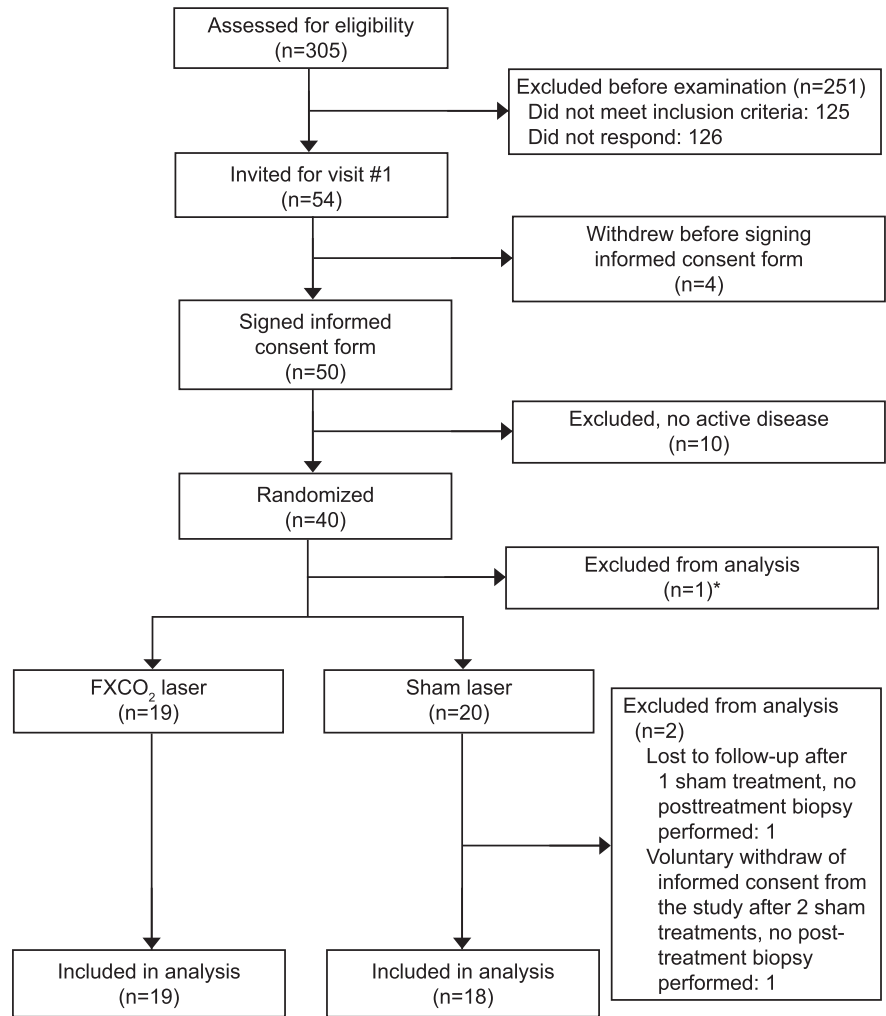 Assessed for eligibility
(n=305)
Excluded before examination (n=251)
Did not meet inclusion criteria: 125
Did not respond: 126
Invited for visit #1
(n=54)
Withdrew before signing
informed consent form
(n=4)
Signed informed
consent form
(n=50)
Excluded, no active disease
(n=10)
Randomized
(n=40)
Excluded from analysis
(n=1)*
FXCO₂ laser
(n=19)
Sham laser
(n=20)
Excluded from analysis
(n=2)
Lost to follow-up after
1 sham treatment, no
posttreatment biopsy
performed: 1
Voluntary withdraw of
informed consent from
the study after 2 sham
treatments, no post-
treatment biopsy
performed: 1
Included in analysis
(n=19)
Included in analysis
(n=18)